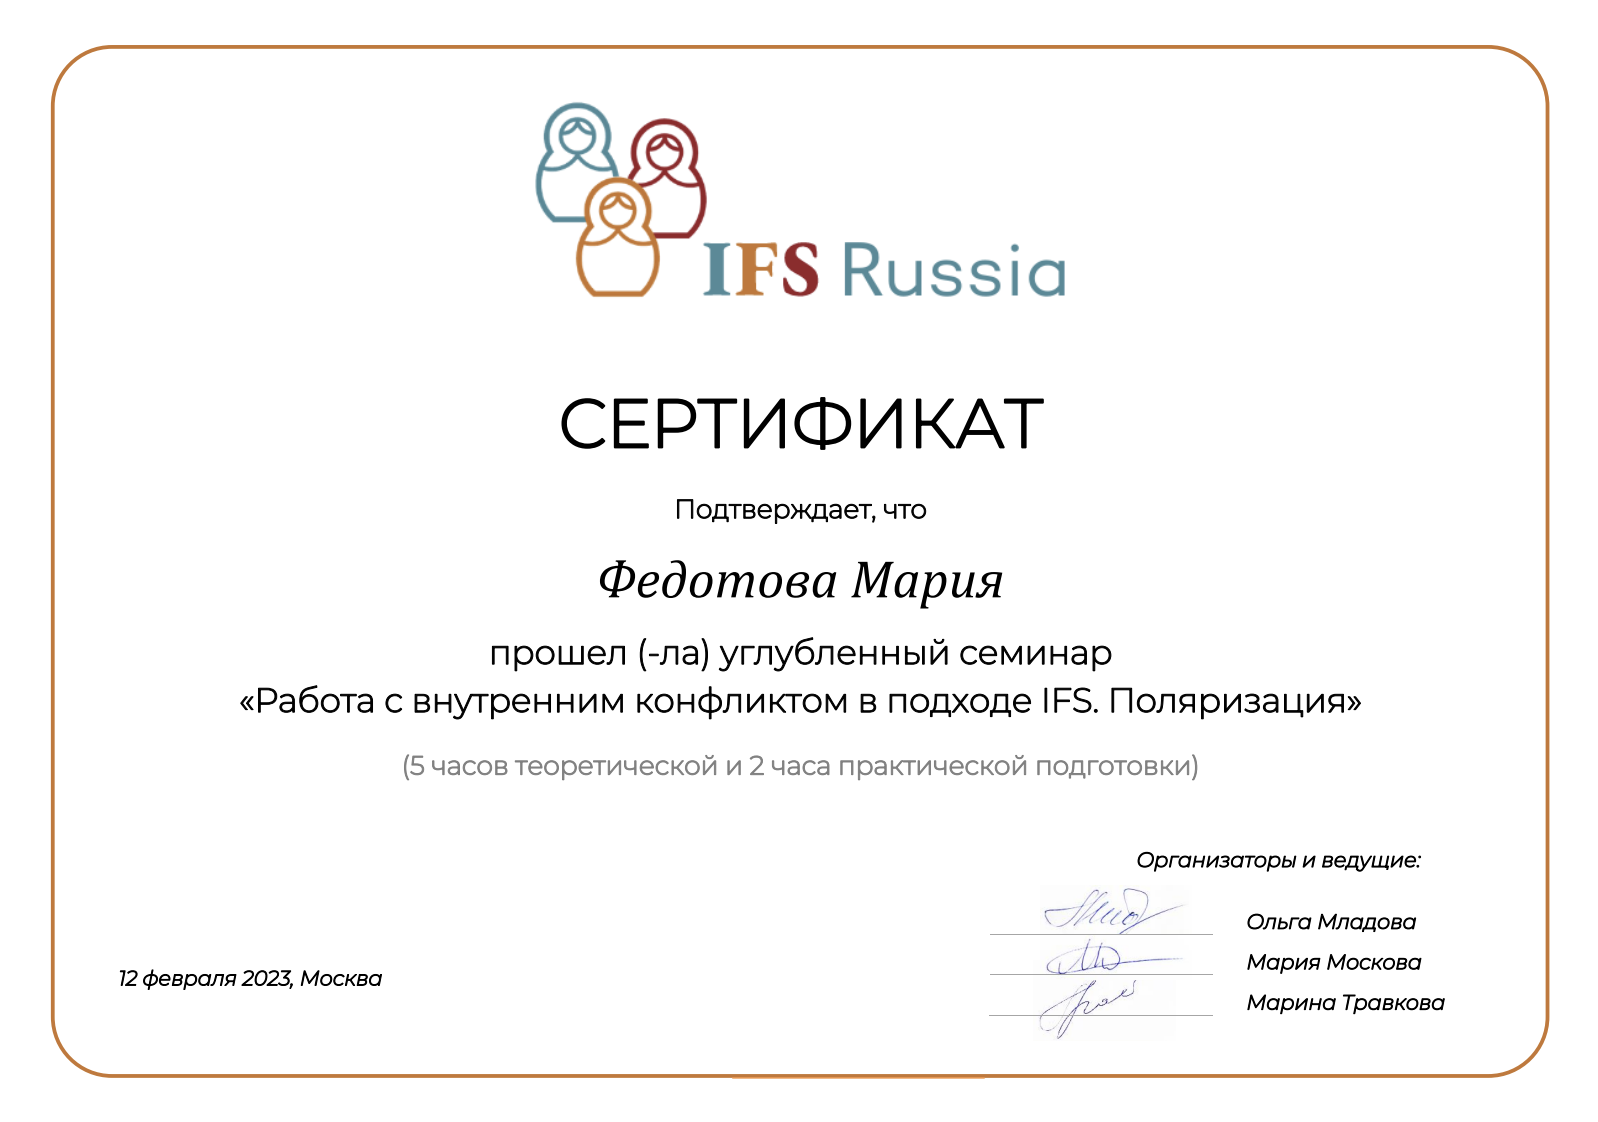 IFS Russia
СЕРТИФИКАТ
Подтверждает, что
Федотова Мария
прошел (-ла) углубленный семинар
«Работа с внутренним конфликтом в подходе IFS. Поляризация»
(5 часов теоретической и 2 часа практической подготовки)
Организаторы и ведущие:
Ольга Младова
Мария Москова
Марина Травкова
12 февраля 2023, Москва